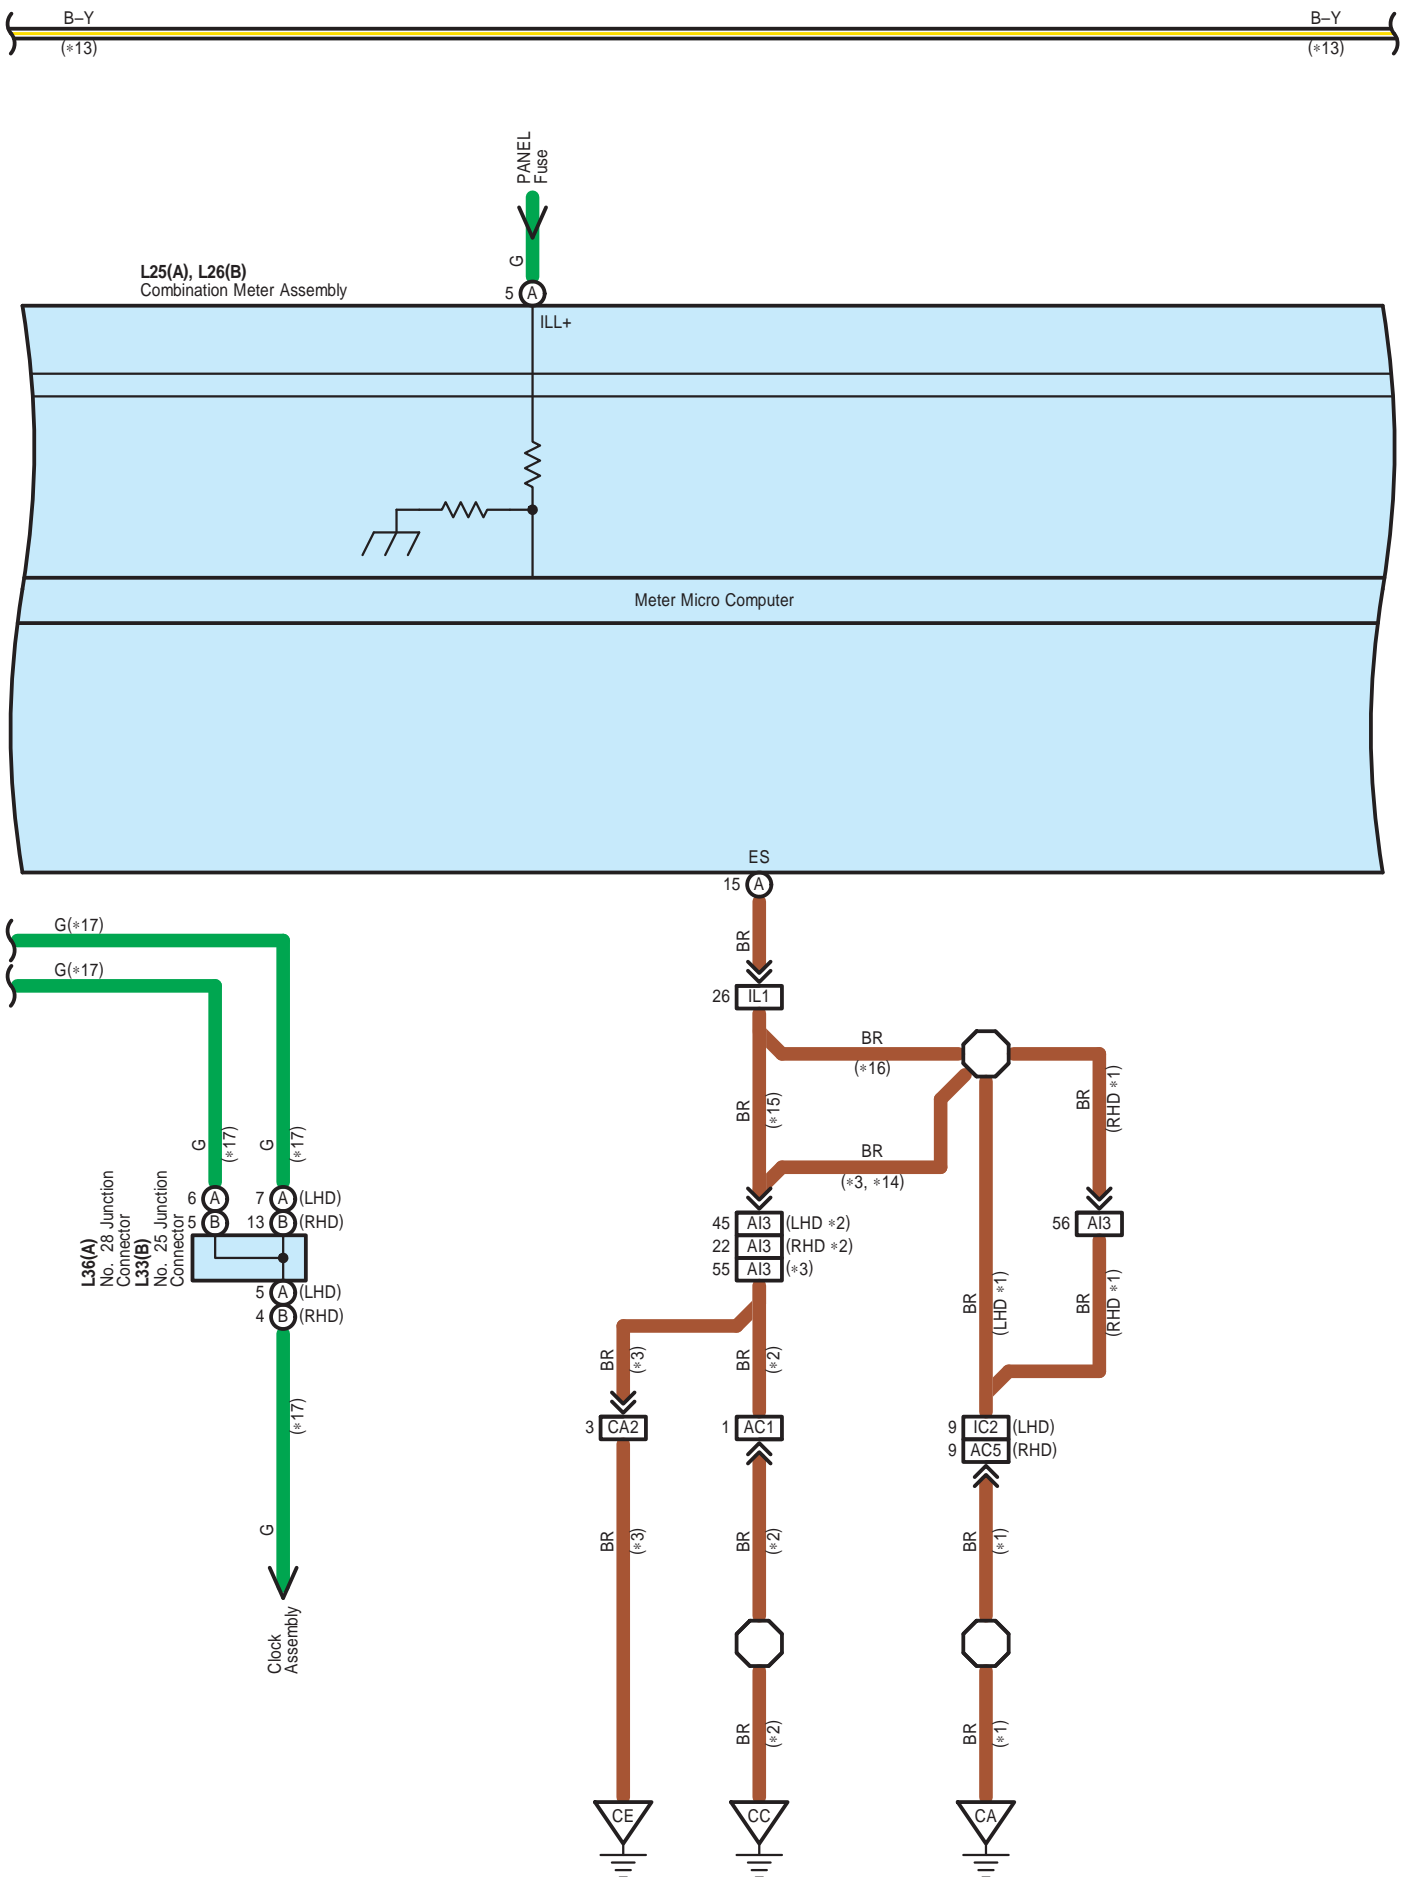 B–Y
(*13)
B–Y
(*13)
PANEL
Fuse
G
L25(A), L26(B)
Combination Meter Assembly
5 A
ILL+
Meter Micro Computer
ES
15 A
G(*17)
G(*17)
BR
26 IL1
BR
(*16)
BR
(*15)
BR
(*3, *14)
BR
(RHD *1)
G
(*17)
G
(*17)
L36(A)
No. 28 Junction
Connector
L33(B)
No. 25 Junction
Connector
6 A
7 A (LHD)
5 B
13 B (RHD)
5 A (LHD)
4 B (RHD)
45 AI3 (LHD *2)
22 AI3 (RHD *2)
55 AI3 (*3)
56 AI3
BR
(LHD *1)
BR
(RHD *1)
BR
(*3)
BR
(*2)
(*17)
3 CA2
1 AC1
9 IC2 (LHD)
9 AC5 (RHD)
G
BR
(*3)
BR
(*2)
BR
(*1)
Clock
Assembly
BR
(*2)
BR
(*1)
CE
CC
CA